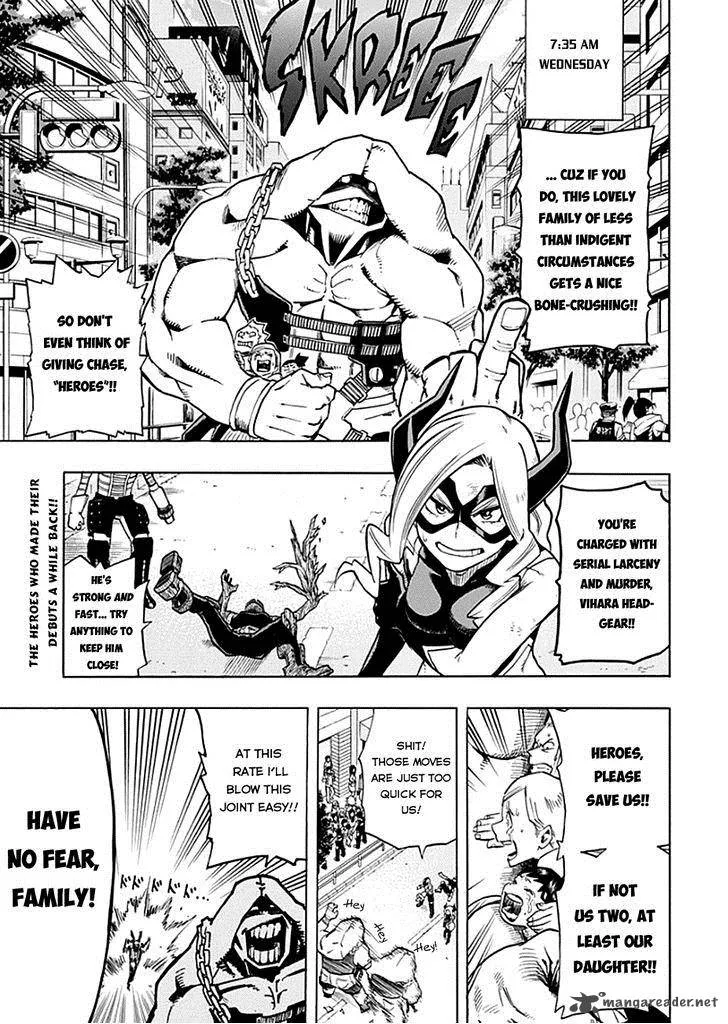 7:35 AM
WEDNESDAY
SKREEE
... CUZ IF YOU
DO, THIS LOVELY
FAMILY OF LESS
THAN INDIGENT
CIRCUMSTANCES
GETS A NICE
BONE-CRUSHING!!
SO DON'T
EVEN THINK OF
GIVING CHASE,
"HEROES"!!
YOU'RE
CHARGED WITH
SERIAL LARCENY
AND MURDER,
VIHARA HEAD-
GEAR!!
HE'S
STRONG AND
FAST... TRY
ANYTHING TO
KEEP HIM
CLOSE!
THE HEROES WHO MADE THEIR
DEBUTS A WHILE BACK!!
HEROES,
PLEASE
SAVE US!!
IF NOT
US TWO, AT
LEAST OUR
DAUGHTER!!
SHIT!
THOSE MOVES
ARE JUST TOO
QUICK FOR
US!
Hey
Hey
Hey!
AT THIS
RATE I'LL
BLOW THIS
JOINT EASY!!
HAVE
NO FEAR,
FAMILY!
ドドドドド...
mangareader.net